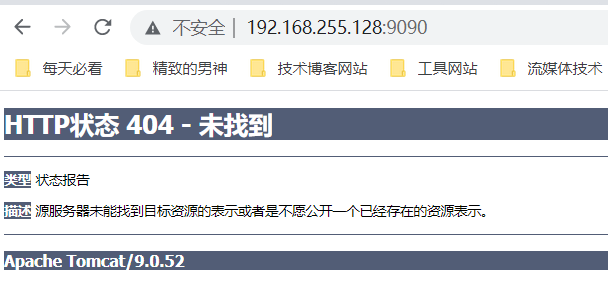 不安全 | 192.168.255.128:9090
每天必看 精致的男神 技术博客网站 工具网站 流媒体技术
HTTP状态 404 - 未找到
类型 状态报告
描述 源服务器未能找到目标资源的表示或者是不愿公开一个已经存在的资源表示。
Apache Tomcat/9.0.52